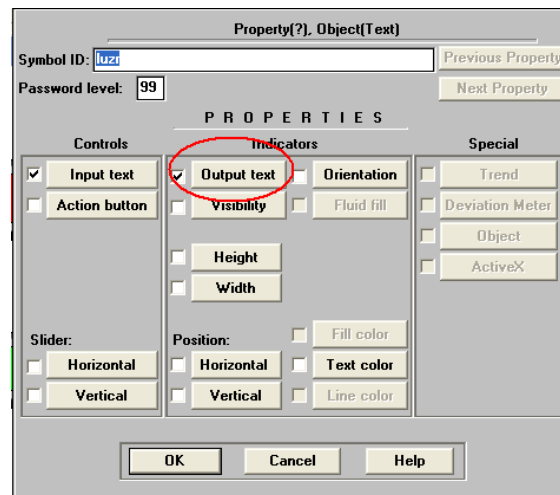 Property(?), Object(Text)
Symbol ID: luzr Previous Property
Password level: 99 Next Property
P R O P E R T I E S
Controls Indicators Special
Input text Output text Orientation Trend
Action button Visibility Fluid fill Deviation Meter
Height Object
Width ActiveX
Slider: Position: Fill color
Horizontal Horizontal Text color
Vertical Vertical Line color
OK Cancel Help